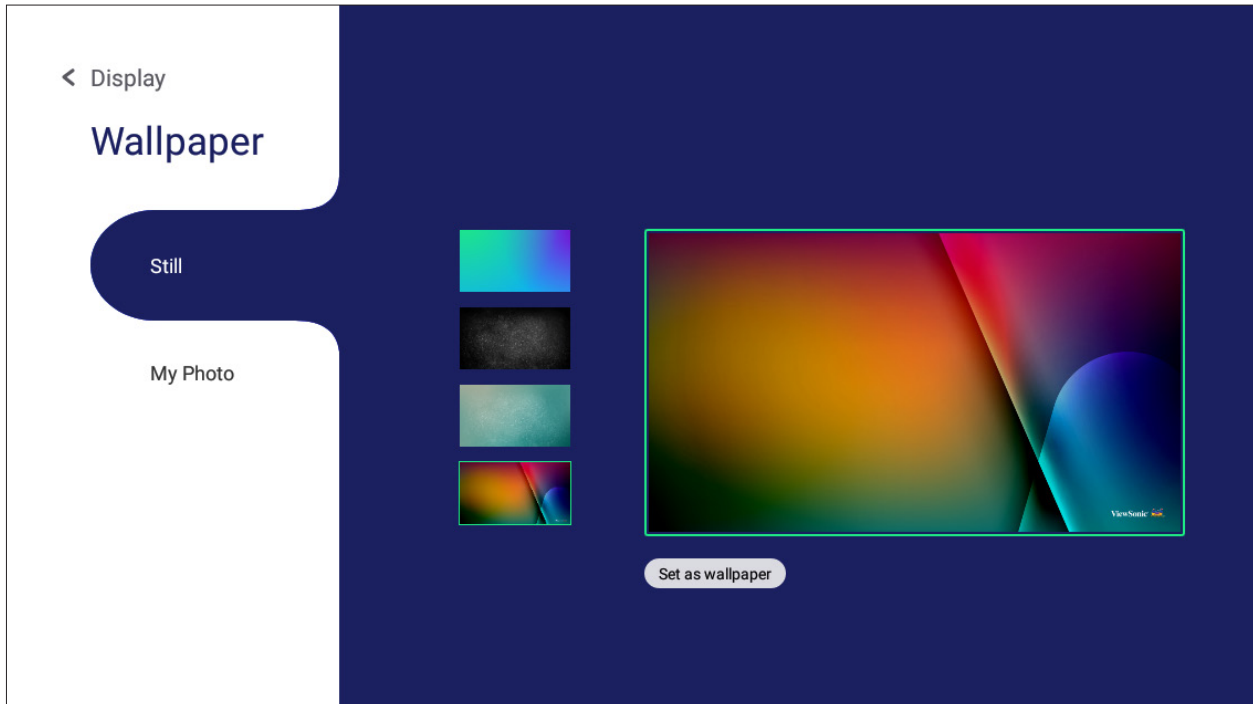 Display
Wallpaper
Still
My Photo
ViewSonic
Set as wallpaper